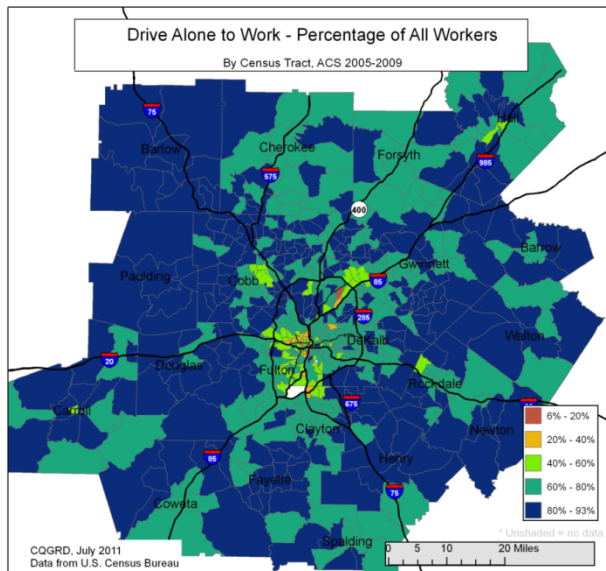 Drive Alone to Work - Percentage of All Workers
By Census Tract, ACS 2005-2009
75
Hall
Bartow
Cherokee
Forsyth
575
985
400
Barrow
Gwinnett
Paulding
Cobb
85
285
DeKalb
Walton
20
Douglas
Fulton
Rockdale
Carroll
675
Newton
Clayton
Henry
85
Fayette
75
Coweta
Spalding
6% - 20%
20% - 40%
40% - 60%
60% - 80%
80% - 93%
* Unshaded = no data
CQGRD, July 2011
Data from U.S. Census Bureau
0 5 10 20 Miles